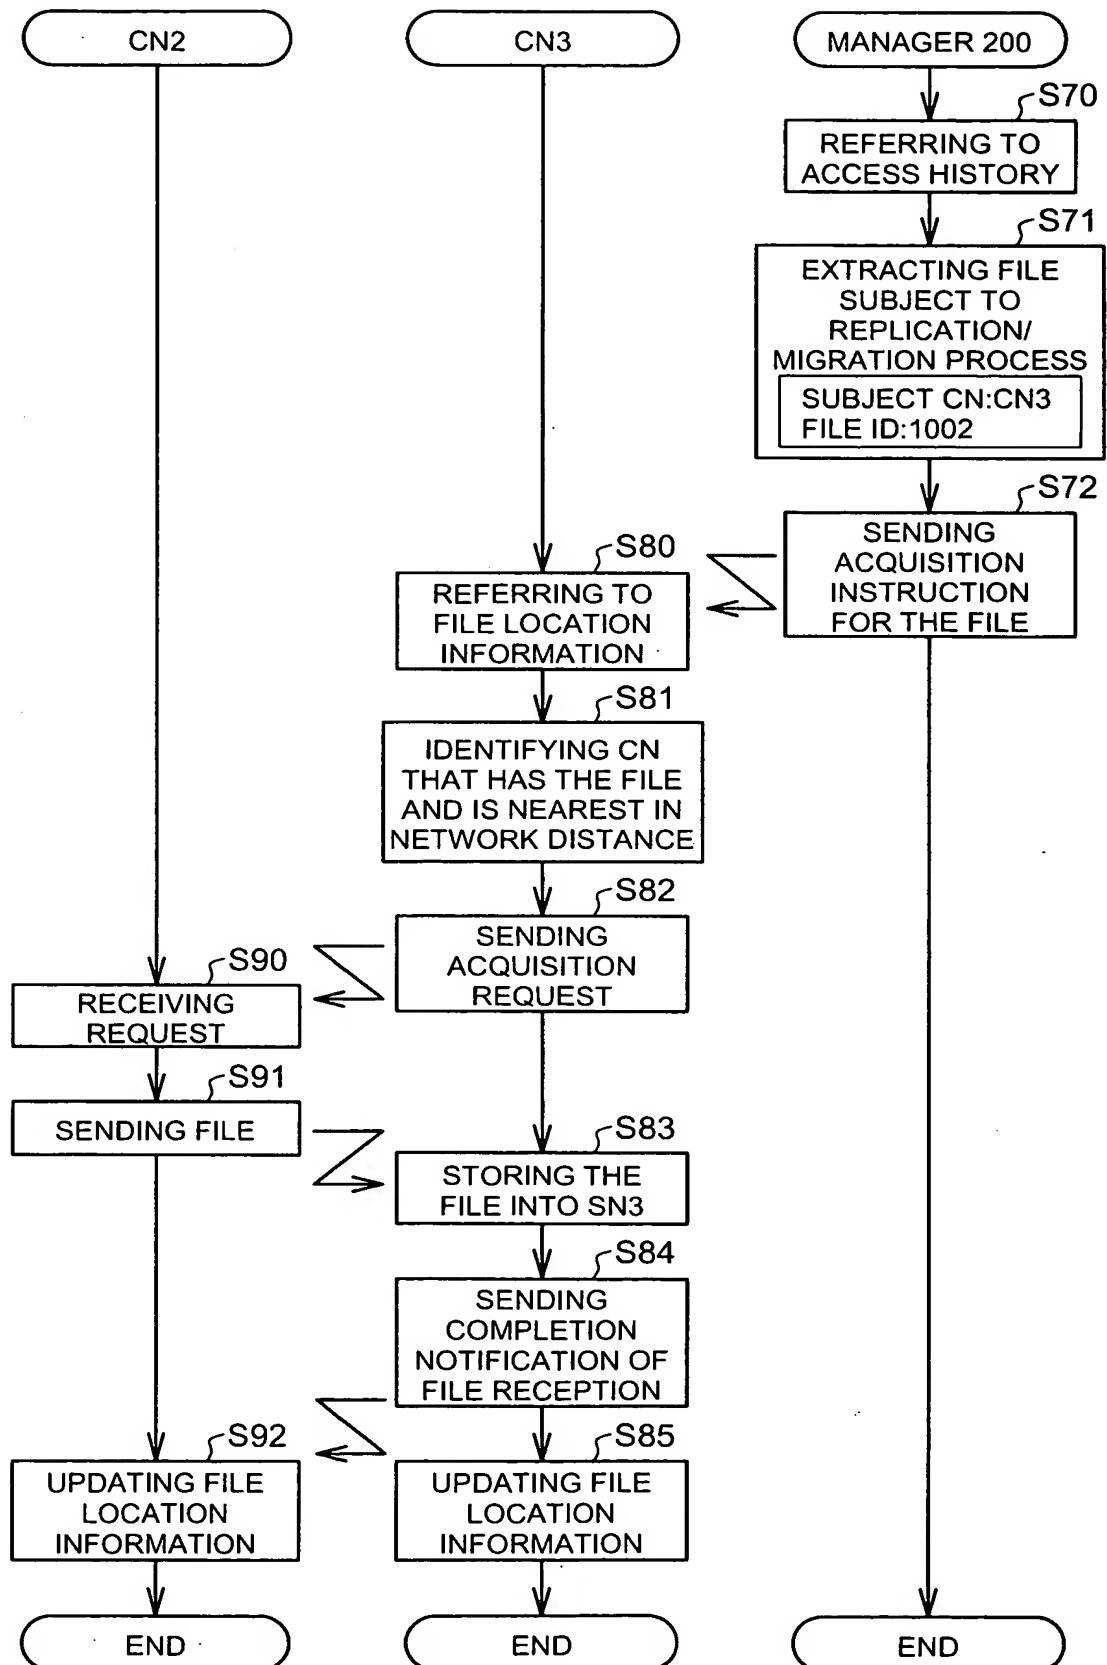 CN2
CN3
MANAGER 200
S70
REFERRING TO
ACCESS HISTORY
S71
EXTRACTING FILE
SUBJECT TO
REPLICATION/
MIGRATION PROCESS
SUBJECT CN:CN3
FILE ID:1002
S72
SENDING
ACQUISITION
INSTRUCTION
FOR THE FILE
S80
REFERRING TO
FILE LOCATION
INFORMATION
S81
IDENTIFYING CN
THAT HAS THE FILE
AND IS NEAREST IN
NETWORK DISTANCE
S82
SENDING
ACQUISITION
REQUEST
S90
RECEIVING
REQUEST
S91
SENDING FILE
S83
STORING THE
FILE INTO SN3
S84
SENDING
COMPLETION
NOTIFICATION OF
FILE RECEPTION
S92
UPDATING FILE
LOCATION
INFORMATION
S85
UPDATING FILE
LOCATION
INFORMATION
END
END
END